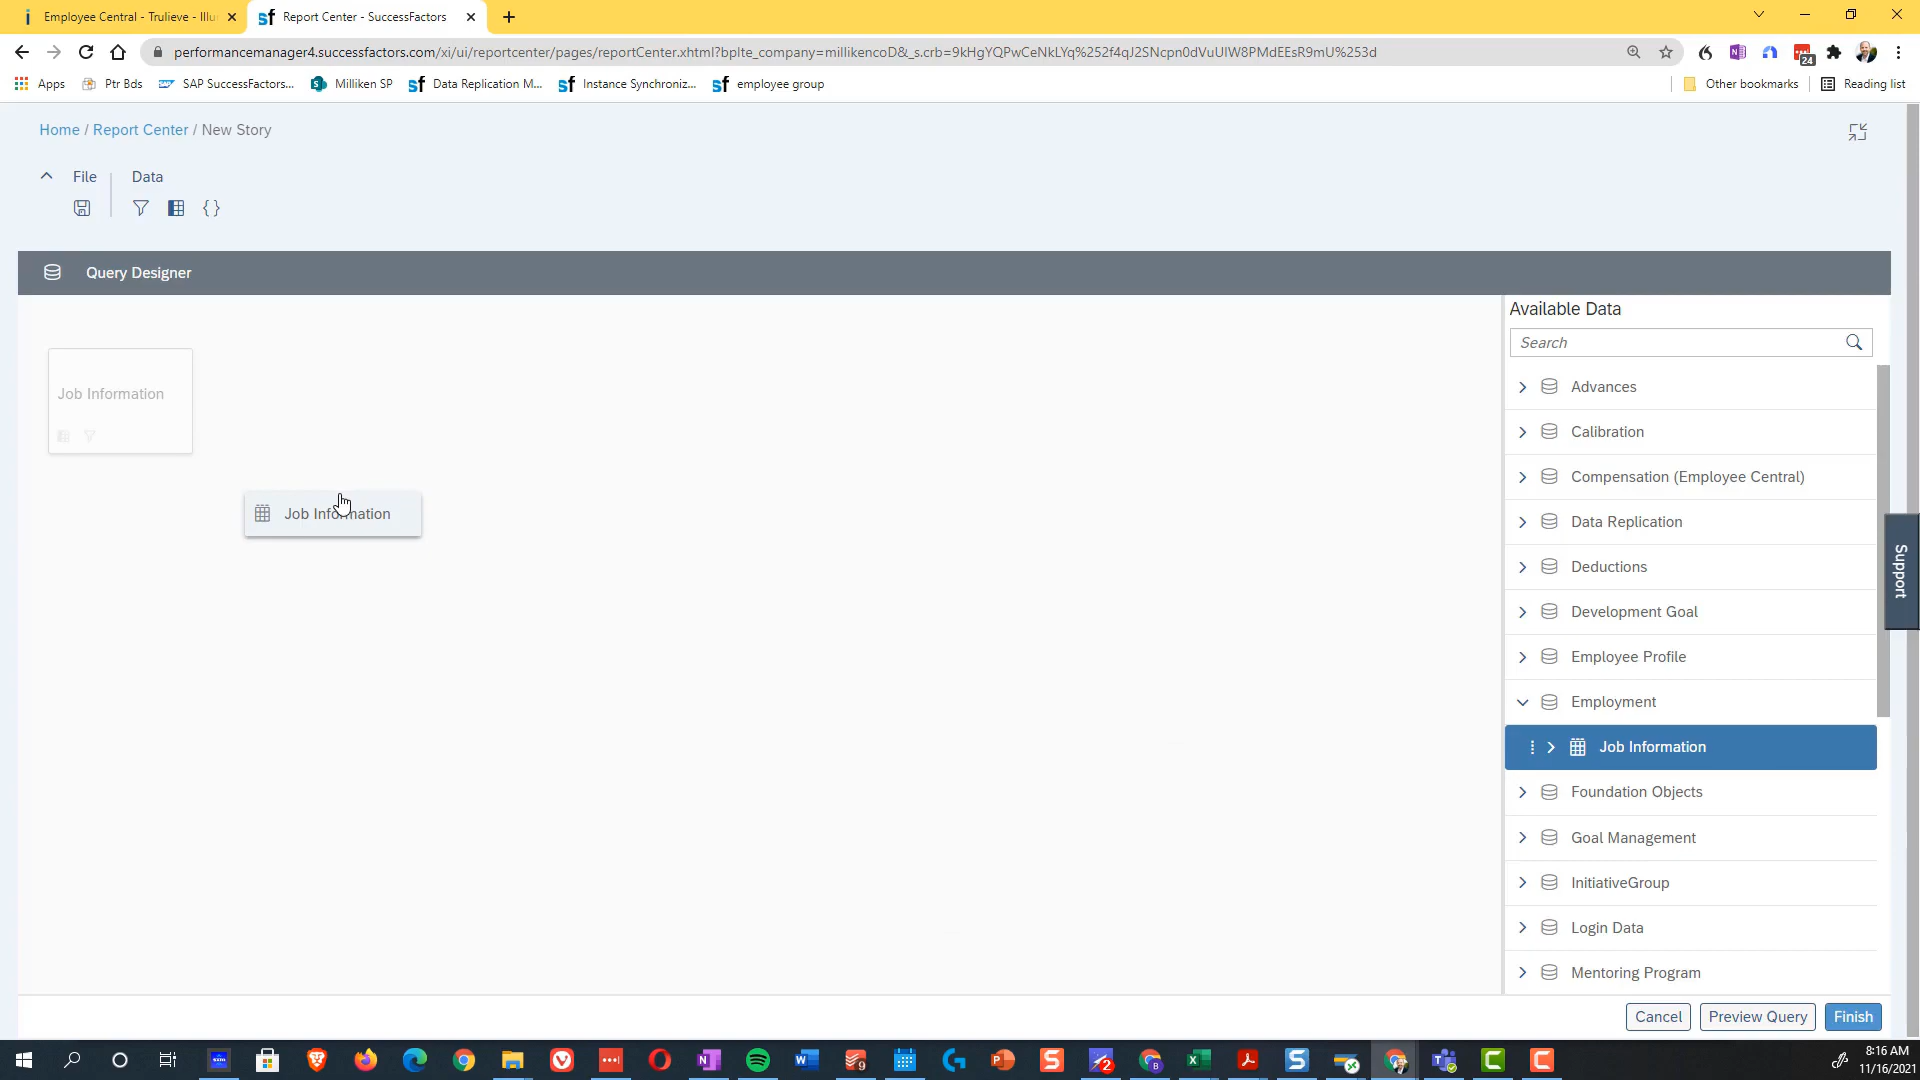 Employee Central - Trulieve - Illu
Report Center - SuccessFactors
performancemanager4.successfactors.com/xi/ui/reportcenter/pages/reportCenter.xhtml?bplte_company=millikencoD&_s.crb=9kHgYQPwCeNkLYq%252f4qJ2SNcpn0dVuUlW8PMdEEsR9mU%253d
24
Apps
Ptr Bds
SAP SuccessFactors...
Milliken SP
Data Replication M...
Instance Synchroniz...
employee group
Other bookmarks
Reading list
Home / Report Center / New Story
File
Data
Query Designer
Available Data
Search
Job Information
Job Information
Advances
Calibration
Compensation (Employee Central)
Data Replication
Deductions
Development Goal
Employee Profile
Employment
Job Information
Foundation Objects
Goal Management
InitiativeGroup
Login Data
Mentoring Program
Support
Cancel
Preview Query
Finish
8:16 AM
11/16/2021